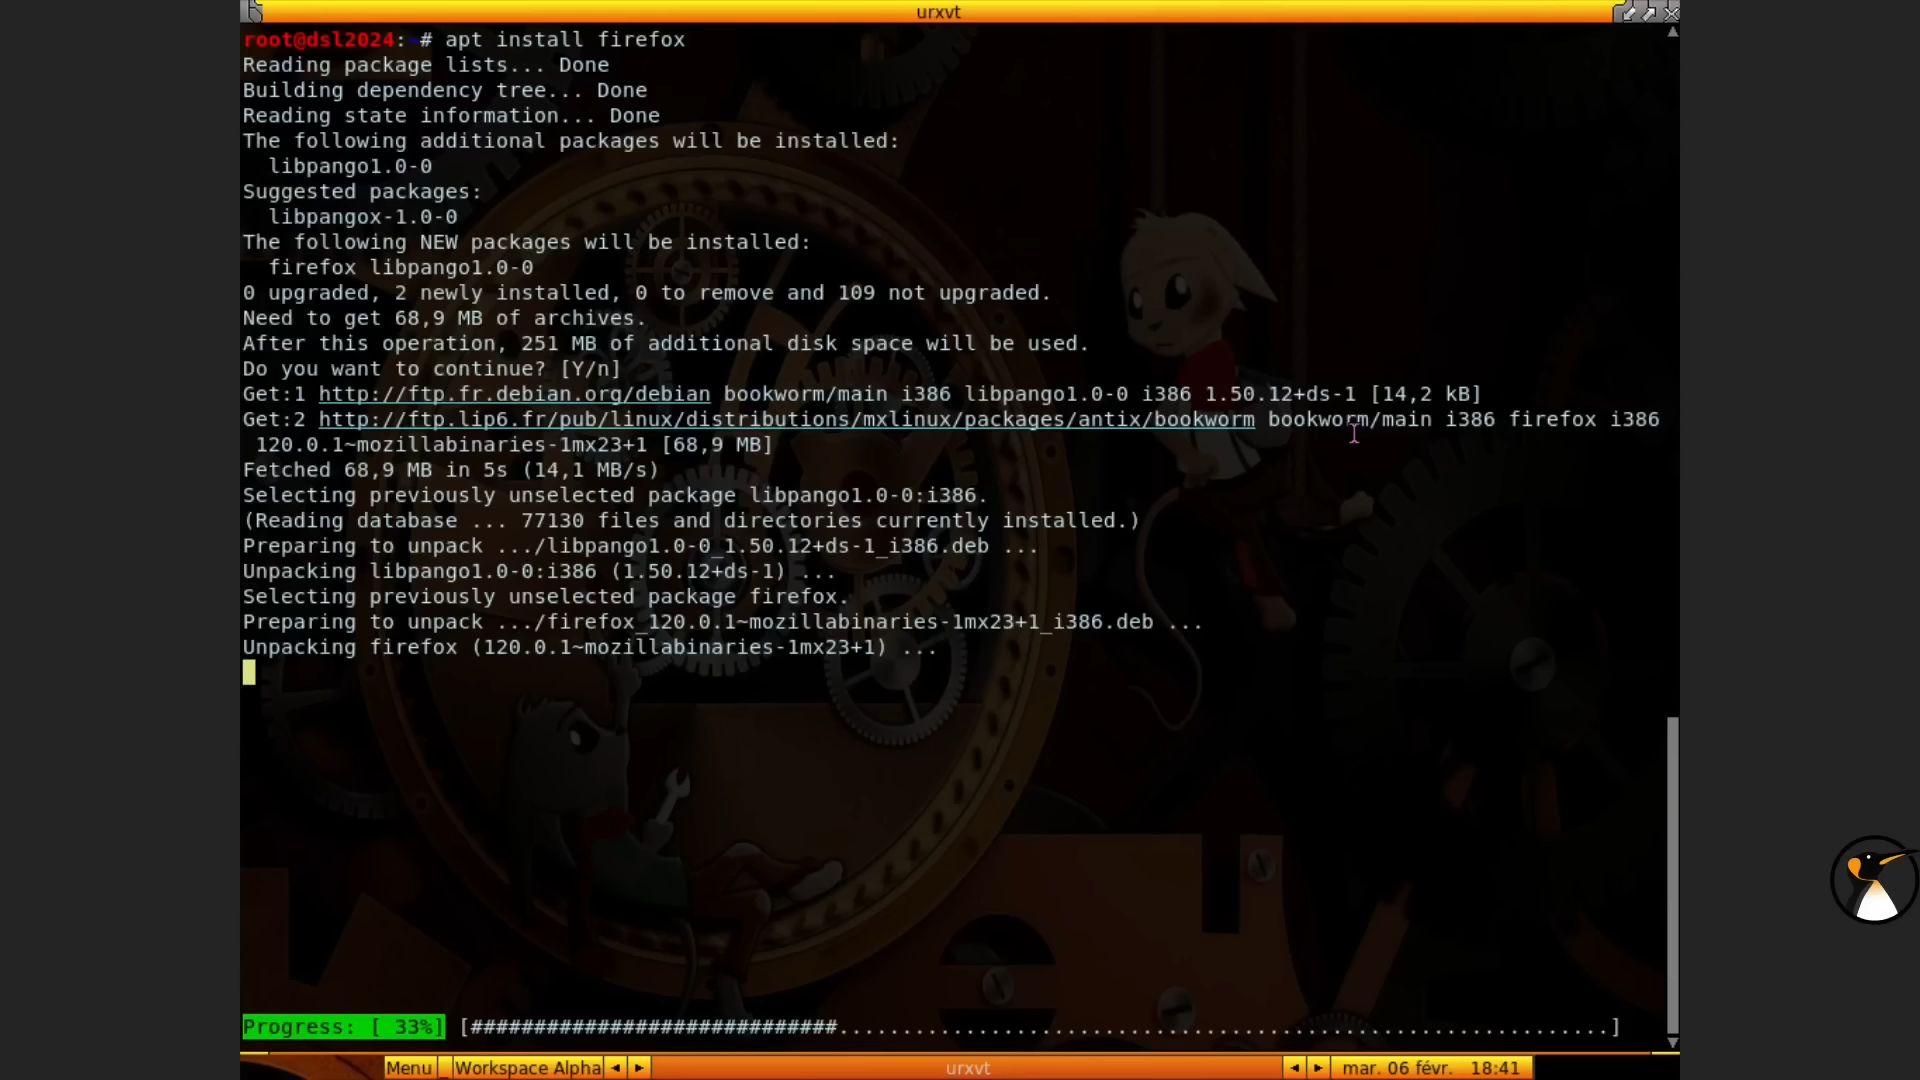 urxvt
root@dsl2024:~# apt install firefox
Reading package lists... Done
Building dependency tree... Done
Reading state information... Done
The following additional packages will be installed:
  libpango1.0-0
Suggested packages:
  libpangox-1.0-0
The following NEW packages will be installed:
  firefox libpango1.0-0
0 upgraded, 2 newly installed, 0 to remove and 109 not upgraded.
Need to get 68,9 MB of archives.
After this operation, 251 MB of additional disk space will be used.
Do you want to continue? [Y/n]
Get:1 http://ftp.fr.debian.org/debian bookworm/main i386 libpango1.0-0 i386 1.50.12+ds-1 [14,2 kB]
Get:2 http://ftp.lip6.fr/pub/linux/distributions/mxlinux/packages/antix/bookworm bookworm/main i386 firefox i386
 120.0.1~mozillabinaries-1mx23+1 [68,9 MB]
Fetched 68,9 MB in 5s (14,1 MB/s)
Selecting previously unselected package libpango1.0-0:i386.
(Reading database ... 77130 files and directories currently installed.)
Preparing to unpack .../libpango1.0-0_1.50.12+ds-1_i386.deb ...
Unpacking libpango1.0-0:i386 (1.50.12+ds-1) ...
Selecting previously unselected package firefox.
Preparing to unpack .../firefox_120.0.1~mozillabinaries-1mx23+1_i386.deb ...
Unpacking firefox (120.0.1~mozillabinaries-1mx23+1) ...
Progress: [ 33%] [#############################.............................................................]
Menu Workspace Alpha urxvt mar. 06 févr. 18:41